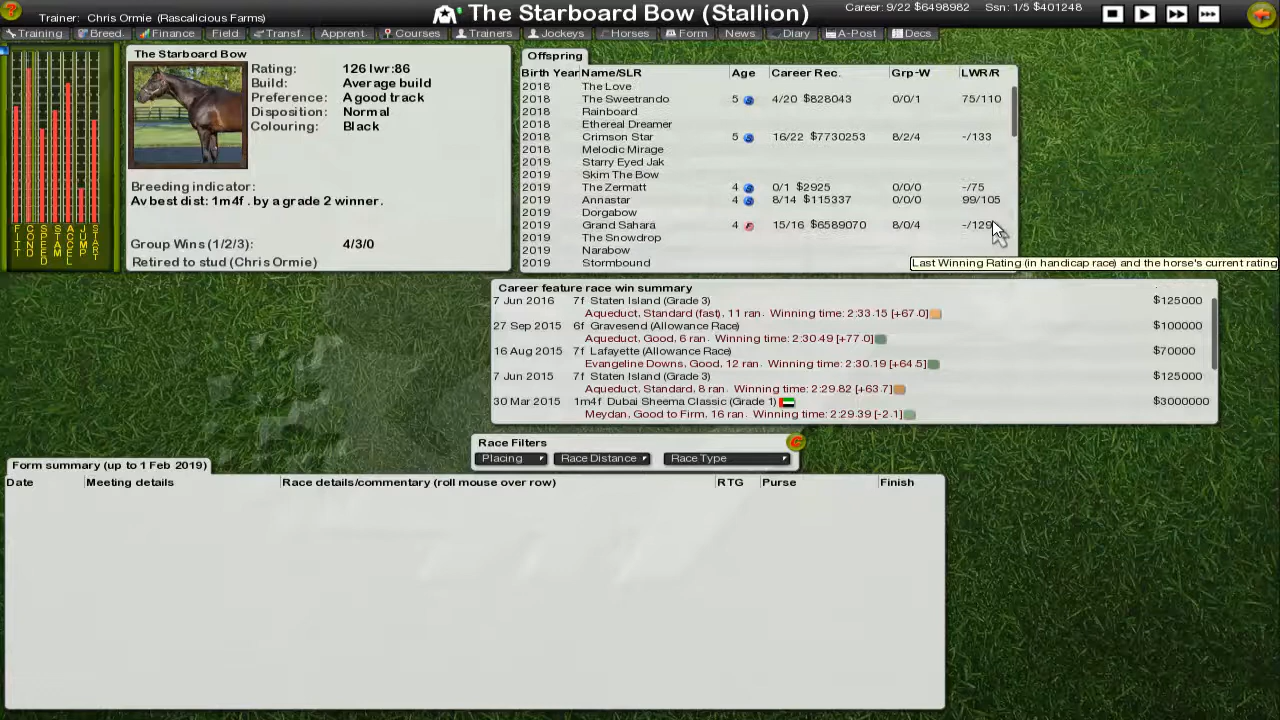 Trainer: Chris Ormie (Rascalicious Farms)
The Starboard Bow (Stallion)
Career: 9/22 $6498982 Ssn: 1/5 $401248
Training Breed. Finance Field Transf. Apprent. Courses Trainers Jockeys Horses Form News Diary A-Post Decs
The Starboard Bow
Rating: 126 lwr:86
Build: Average build
Preference: A good track
Disposition: Normal
Colouring: Black
Breeding indicator:
Av best dist: 1m4f . by a grade 2 winner.
Group Wins (1/2/3): 4/3/0
Retired to stud (Chris Ormie)
FITT COND SPEED STAM ACCEL JUMP START
Offspring
Birth Year Name/SLR Age Career Rec. Grp-W LWR/R
2018 The Love
2018 The Sweetrando 5 4/20 $828043 0/0/1 75/110
2018 Rainboard
2018 Ethereal Dreamer
2018 Crimson Star 5 16/22 $7730253 8/2/4 -/133
2018 Melodic Mirage
2019 Starry Eyed Jak
2019 Skim The Bow
2019 The Zermatt 4 0/1 $2925 0/0/0 -/75
2019 Annastar 4 8/14 $115337 0/0/0 99/105
2019 Dorgabow
2019 Grand Sahara 4 15/16 $6589070 8/0/4 -/129
2019 The Snowdrop
2019 Narabow
2019 Stormbound
Last Winning Rating (in handicap race) and the horse's current rating
Career feature race win summary
7 Jun 2016 7f Staten Island (Grade 3) $125000
Aqueduct, Standard (fast), 11 ran. Winning time: 2:33.15 [+67.0]
27 Sep 2015 6f Gravesend (Allowance Race) $100000
Aqueduct, Good, 6 ran. Winning time: 2:30.49 [+77.0]
16 Aug 2015 7f Lafayette (Allowance Race) $70000
Evangeline Downs, Good, 12 ran. Winning time: 2:30.19 [+64.5]
7 Jun 2015 7f Staten Island (Grade 3) $125000
Aqueduct, Standard, 8 ran. Winning time: 2:29.82 [+63.7]
30 Mar 2015 1m4f Dubai Sheema Classic (Grade 1) $3000000
Meydan, Good to Firm, 16 ran. Winning time: 2:29.39 [-2.1]
Race Filters
Placing Race Distance Race Type
Form summary (up to 1 Feb 2019)
Date Meeting details Race details/commentary (roll mouse over row) RTG Purse Finish